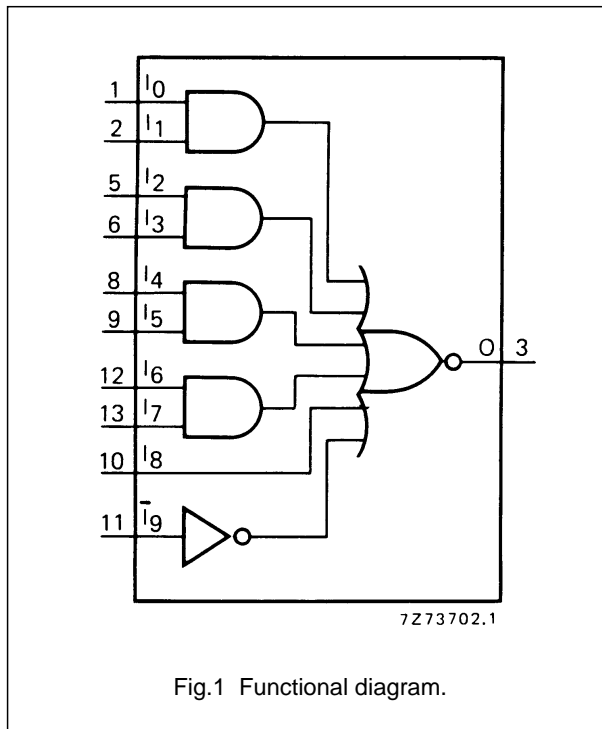 1 I0
2 I1
5 I2
6 I3
8 I4
9 I5
12 I6
13 I7
10 I8
11 Ī9
O 3
7Z73702.1
Fig.1 Functional diagram.